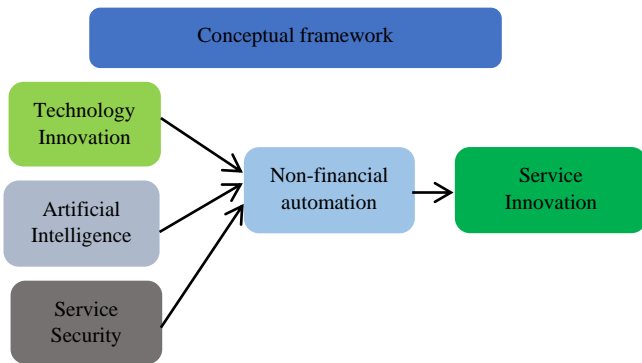 Conceptual framework
Technology
Innovation
Artificial
Intelligence
Service
Security
Non-financial
automation
Service
Innovation